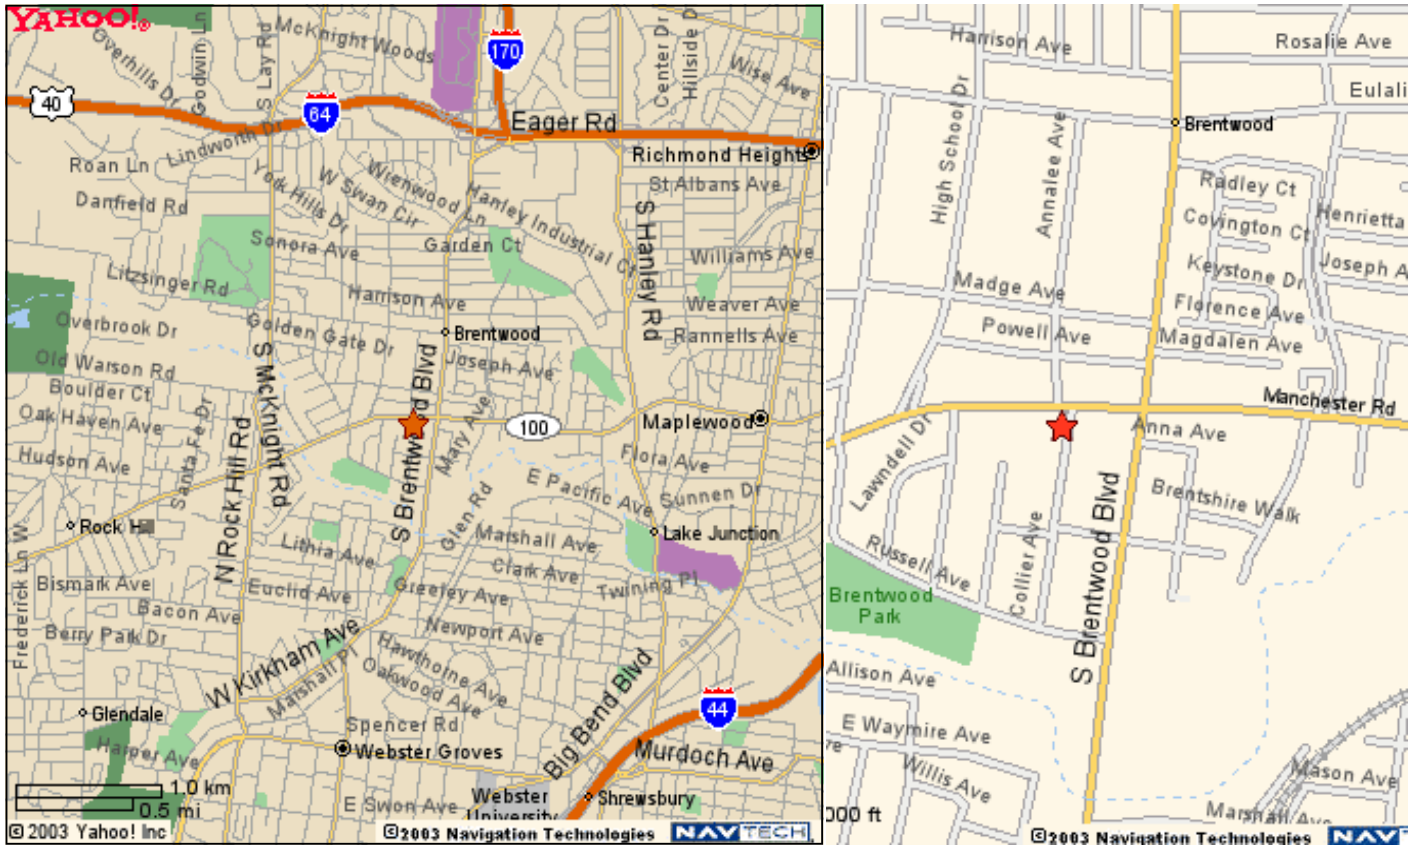 YAHOO!®
McKnight Woods
Overhills Dr
Godwin Ln
S Lay Rd
170
Center Dr
Hillside D
Wise Ave
40
64
Eager Rd
Lindworth Dr
Richmond Heights
Roan Ln
York Hills Dr
W Swan Cir
Wrenwood Ln
Hanley Industrial Ct
St Albans Ave
Danfield Rd
S Hanley Rd
Sonora Ave
Garden Ct
Williams Ave
Litzsinger Rd
Harrison Ave
Weaver Ave
Overbrook Dr
Golden Gate Dr
Brentwood
Rannells Ave
Old Warson Rd
S McKnight Rd
S Brentwood Blvd
Joseph Ave
Boulder Ct
Oak Haven Ave
Santa Fe Dr
N Rock Hill Rd
Mary Ave
100
Maplewood
Hudson Ave
Flora Ave
E Pacific Ave
Sunnen Dr
Rock H
Glen Rd
Marshall Ave
Lake Junction
Frederick Ln W
Lithia Ave
Clark Ave
Bismark Ave
Euclid Ave
Greeley Ave
Twining Pl
Bacon Ave
Newport Ave
Berry Park Dr
W Kirkham Ave
Hawthorne Ave
Marshall Pl
Oakwood Ave
Big Bend Blvd
Glendale
44
Spencer Rd
Harper Ave
Webster Groves
Murdoch Ave
1.0 km
0.5 mi
E Swon Ave
Webster
University
Shrewsbury
©2003 Yahoo! Inc
©2003 Navigation Technologies
NAVTECH
Harrison Ave
Rosalie Ave
Eulali
High School Dr
Annalee Ave
Brentwood
Radley Ct
Covington Ct
Henrietta
Keystone Dr
Joseph A
Madge Ave
Florence Ave
Powell Ave
Magdalen Ave
Manchester Rd
Lawndell Dr
Anna Ave
Brentshire Walk
Russell Ave
Collier Ave
S Brentwood Blvd
Brentwood
Park
Allison Ave
E Waymire Ave
re
Willis Ave
Mason Ave
Marshall Ave
000 ft
©2003 Navigation Technologies
NAVT